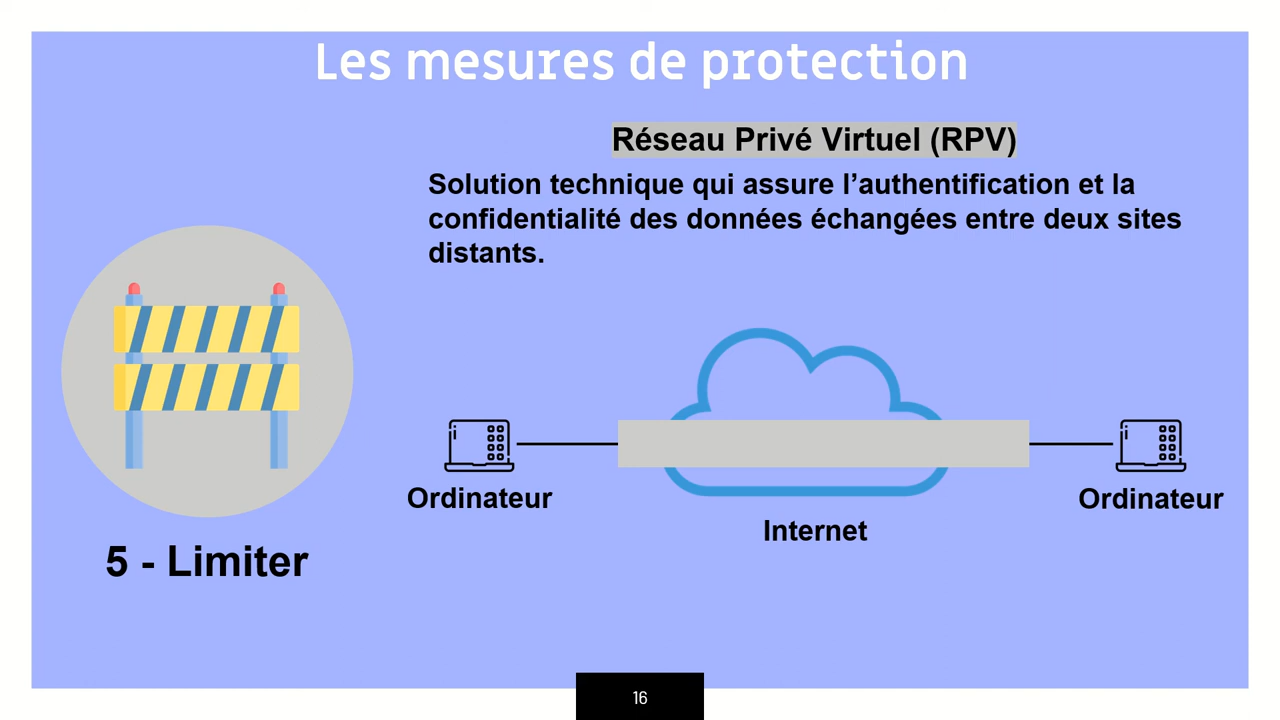 Les mesures de protection
Réseau Privé Virtuel (RPV)
Solution technique qui assure l’authentification et la
confidentialité des données échangées entre deux sites
distants.
Ordinateur
Ordinateur
Internet
5 - Limiter
16